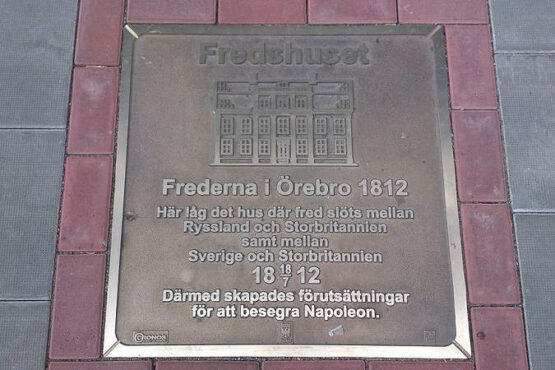 Fredshuset
Frederna i Örebro 1812
Här låg det hus där fred slöts mellan
Ryssland och Storbritannien
samt mellan
Sverige och Storbritannien
18 18/7 12
Därmed skapades förutsättningar
för att besegra Napoleon.
CRONOS